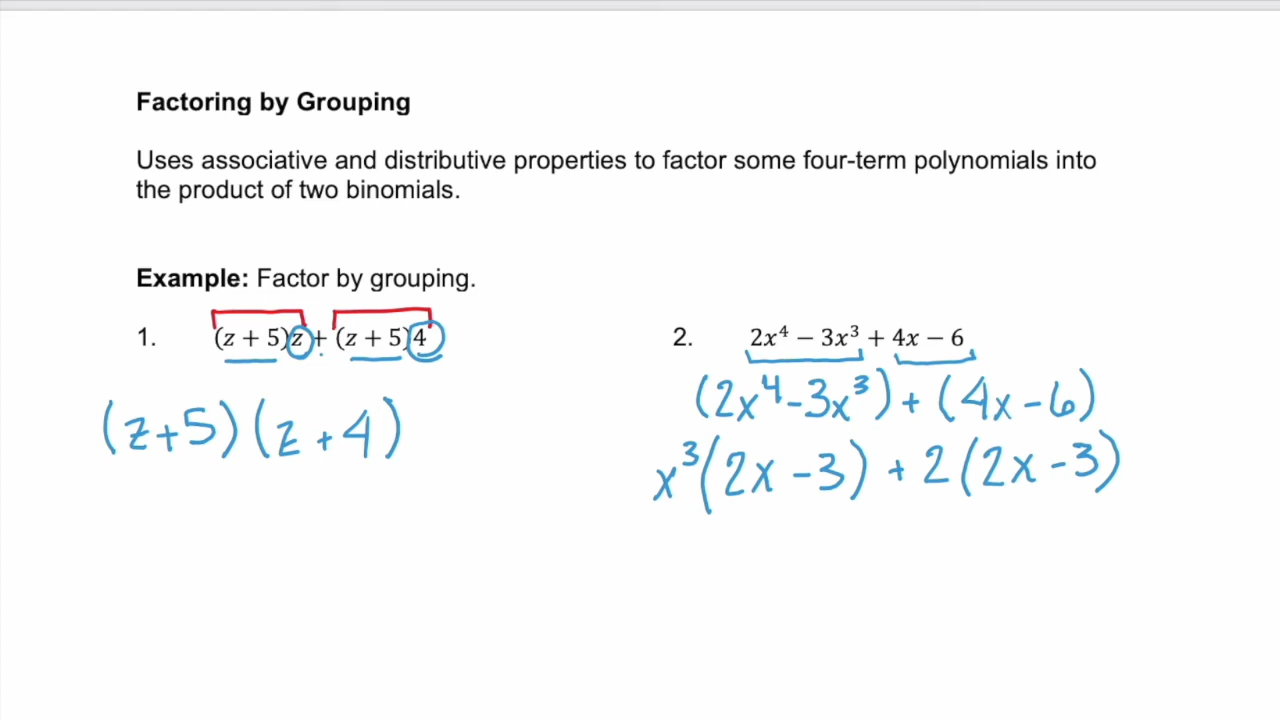 Factoring by Grouping
Uses associative and distributive properties to factor some four-term polynomials into
the product of two binomials.
Example: Factor by grouping.
1. (z + 5)z + (z + 5)4
(z+5)(z+4)
2. 2x⁴ − 3x³ + 4x − 6
(2x⁴-3x³)+(4x-6)
x³(2x-3)+2(2x-3)